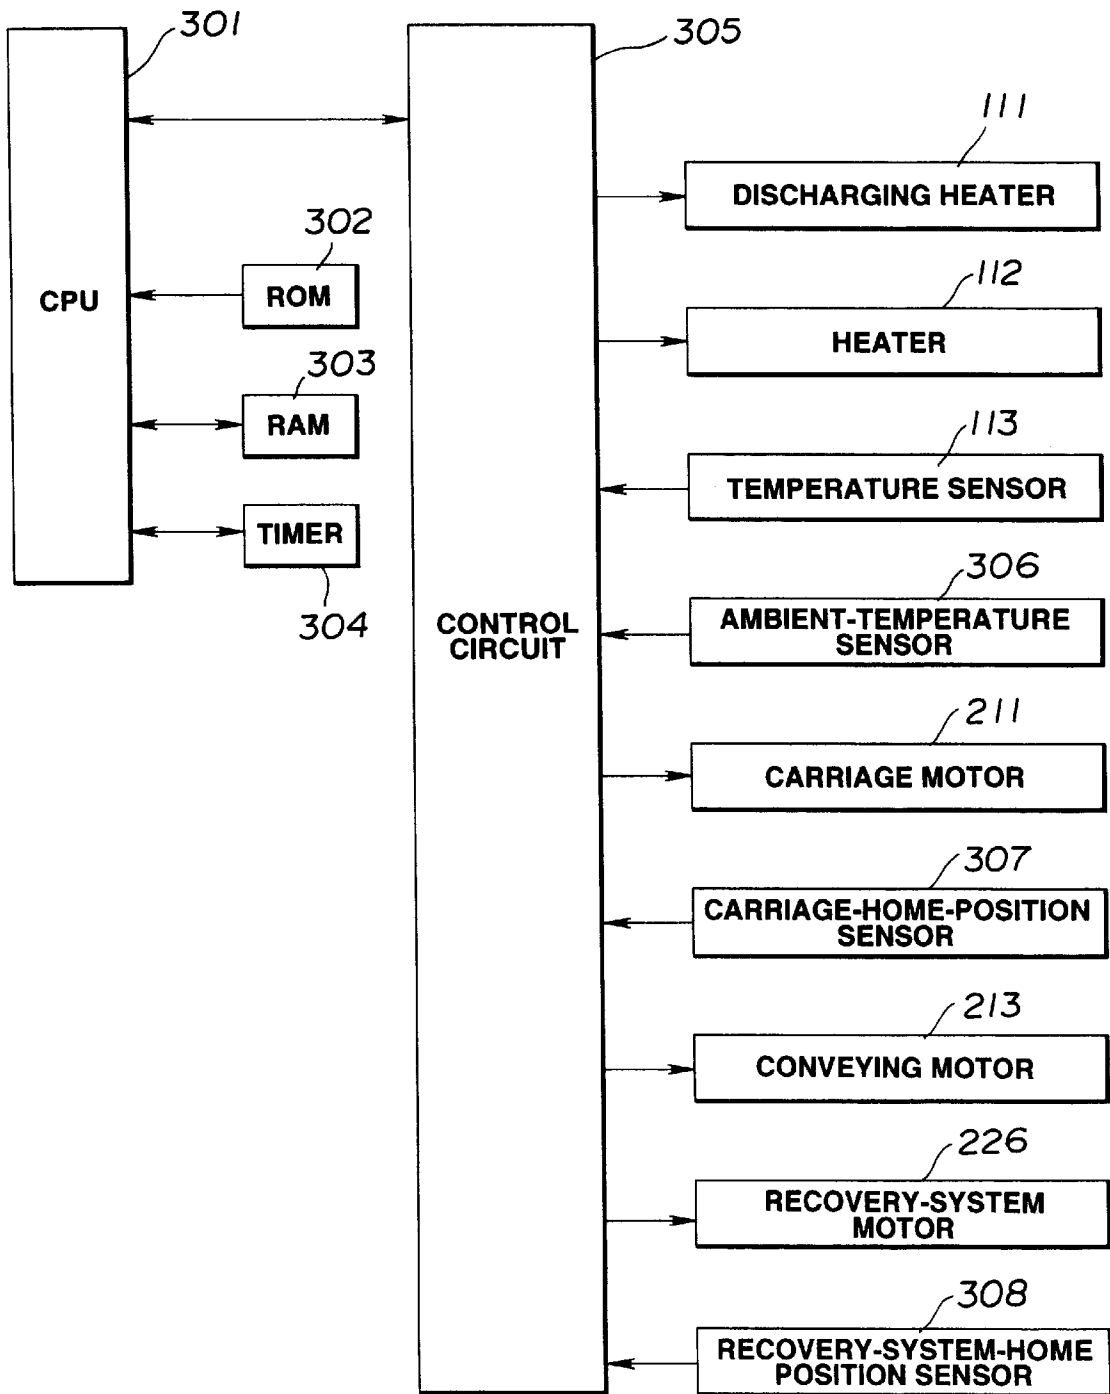 301
305
111
DISCHARGING HEATER
302
112
CPU
ROM
HEATER
303
113
RAM
TEMPERATURE SENSOR
TIMER
306
304
CONTROL
CIRCUIT
AMBIENT-TEMPERATURE
SENSOR
211
CARRIAGE MOTOR
307
CARRIAGE-HOME-POSITION
SENSOR
213
CONVEYING MOTOR
226
RECOVERY-SYSTEM
MOTOR
308
RECOVERY-SYSTEM-HOME
POSITION SENSOR